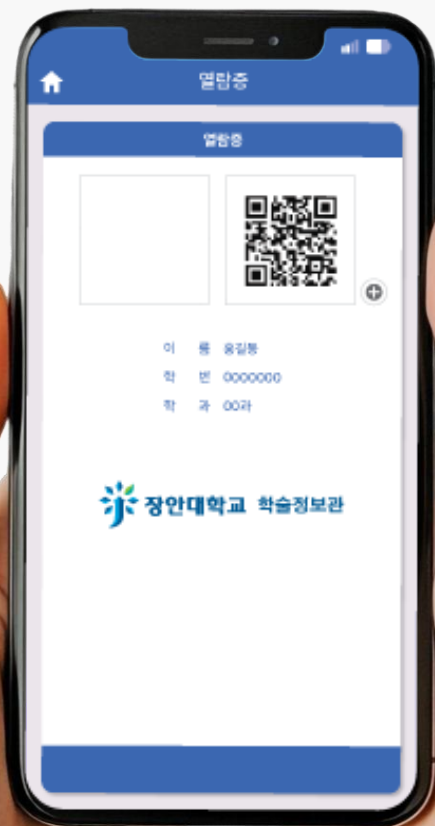 열람증
열람증
이 름 홍길동
학 번 0000000
학 과 00과
장안대학교 학술정보관